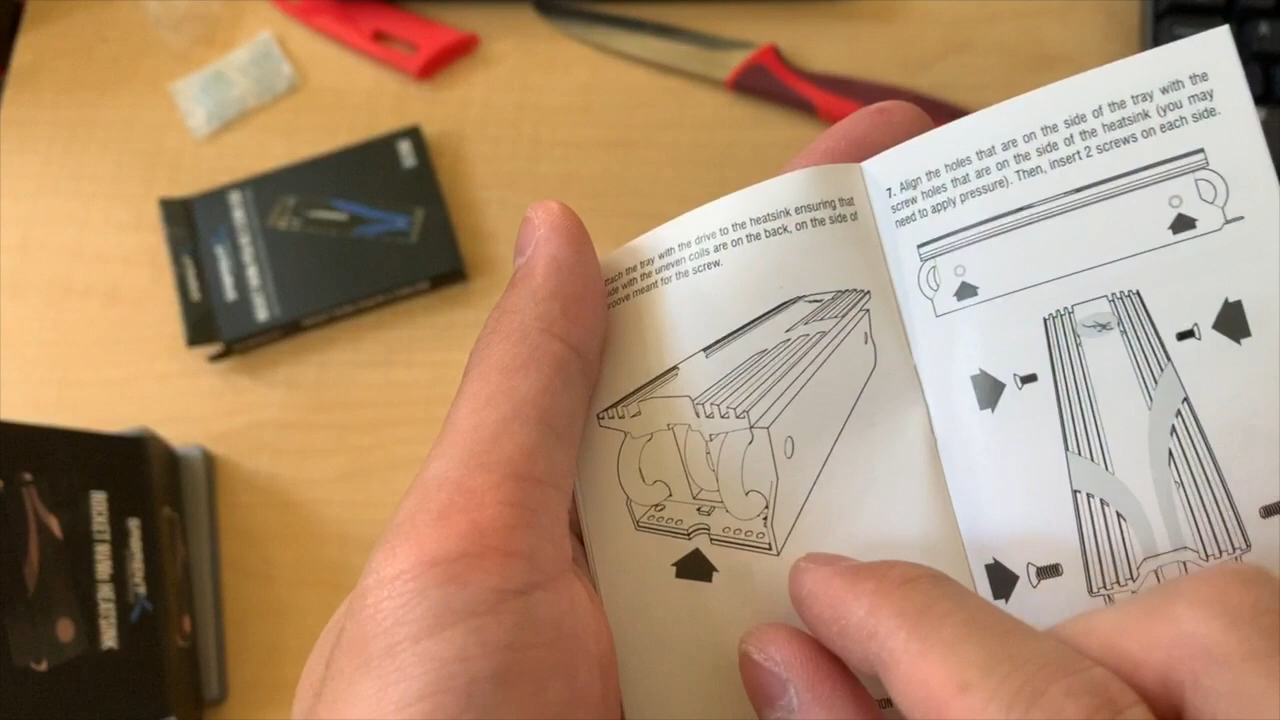 ttach the tray with the drive to the heatsink ensuring that
ide with the uneven coils are on the back, on the side of
roove meant for the screw.
7. Align the holes that are on the side of the tray with the
screw holes that are on the side of the heatsink (you may
need to apply pressure). Then, insert 2 screws on each side.
ROCKET NVMe HEATSINK